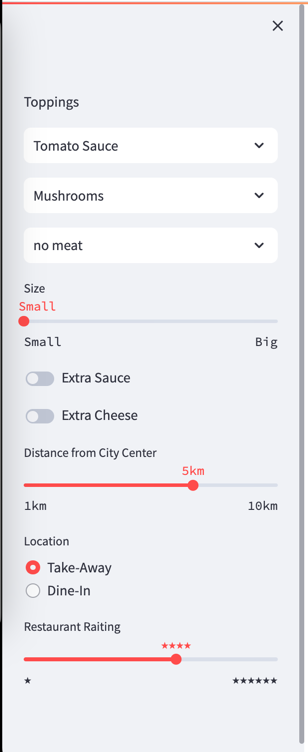 Toppings
Tomato Sauce
Mushrooms
no meat
Size
Small
Small Big
Extra Sauce
Extra Cheese
Distance from City Center
5km
1km 10km
Location
Take-Away
Dine-In
Restaurant Raiting
★★★★
★ ★★★★★★